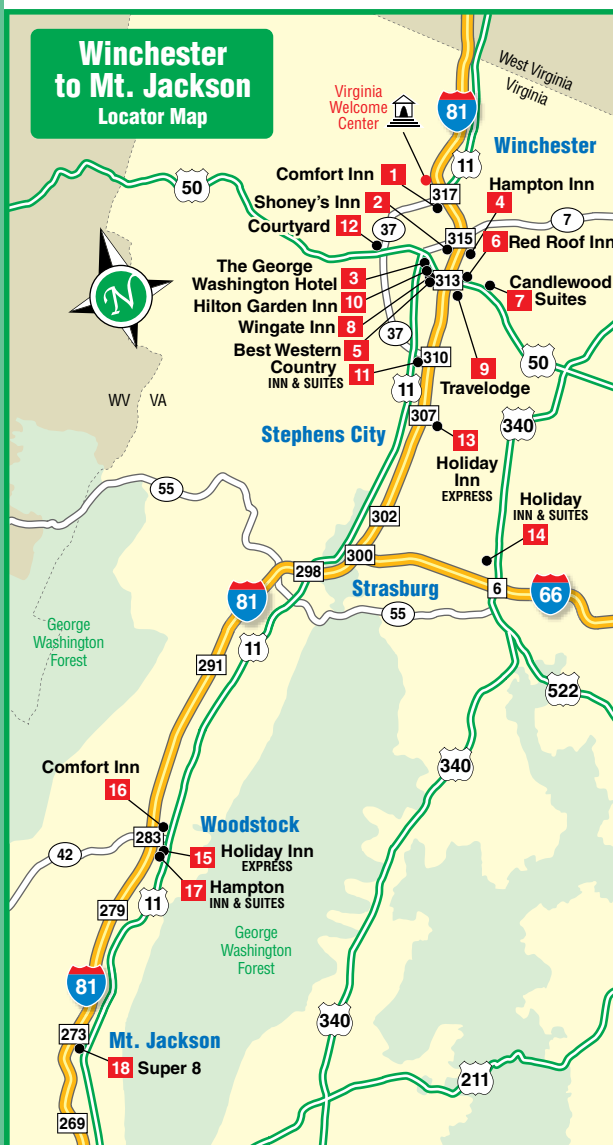 Winchester
to Mt. Jackson
Locator Map
West Virginia
Virginia
Virginia
Welcome
Center
81
Winchester
11
Comfort Inn 1
317
Hampton Inn
4
50
Shoney's Inn 2
7
Courtyard 12
37
315
6 Red Roof Inn
The George
Washington Hotel 3
313
Candlewood
7 Suites
Hilton Garden Inn 10
Wingate Inn 8
37
Best Western 5
310
Country
INN & SUITES 11
9
Travelodge
50
WV VA
11
307
340
Stephens City
13
Holiday
Inn
EXPRESS
55
Holiday
INN & SUITES
14
302
300
298
Strasburg
6
66
81
55
George
Washington
Forest
11
291
522
340
Comfort Inn
16
Woodstock
283
42
15 Holiday Inn
EXPRESS
17 Hampton
INN & SUITES
11
279
George
Washington
Forest
81
340
273
Mt. Jackson
18 Super 8
211
269
N